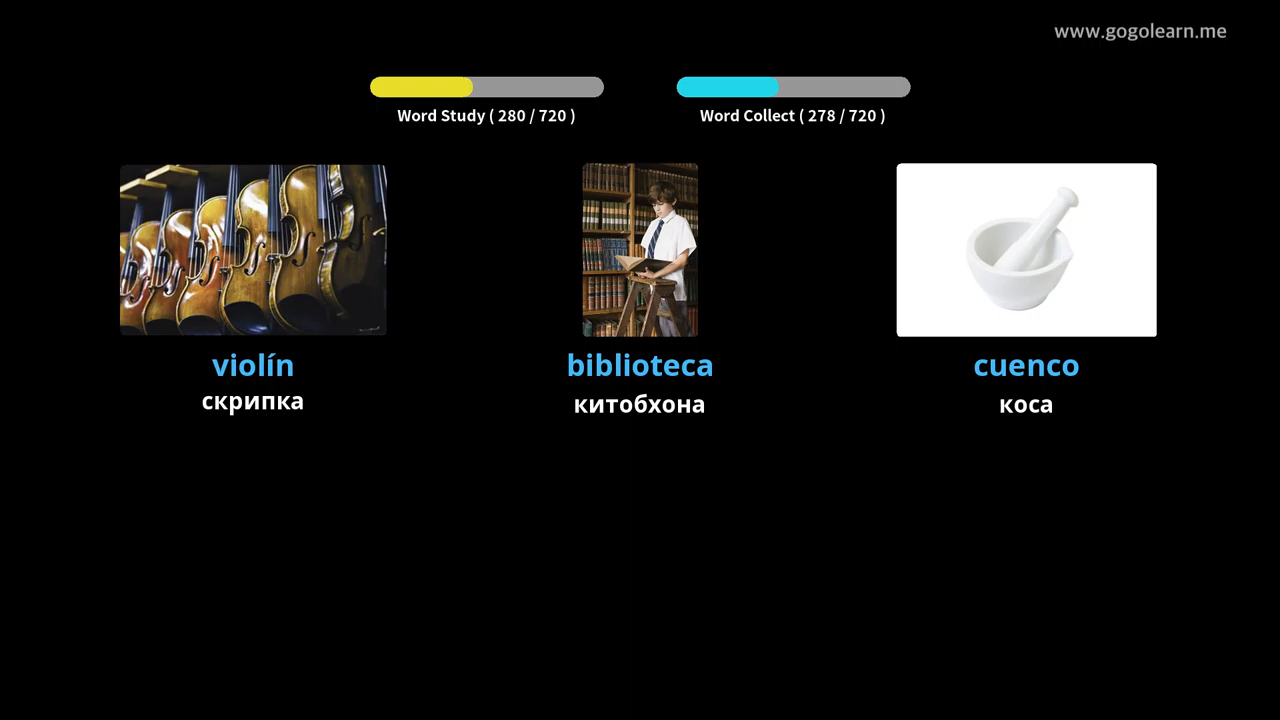 www.gogolearn.me
Word Study ( 280 / 720 )
Word Collect ( 278 / 720 )
violín
biblioteca
cuenco
скрипка
китобхона
коса